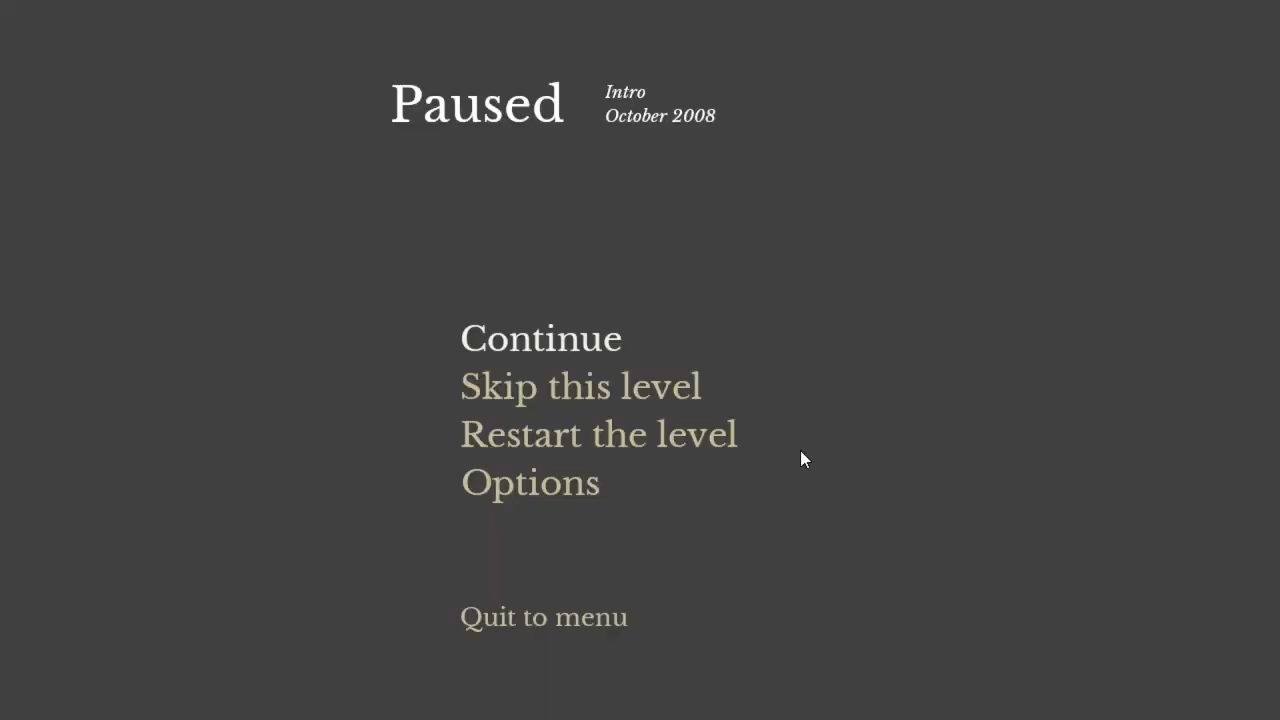 Paused
Intro
October 2008
Continue
Skip this level
Restart the level
Options
Quit to menu